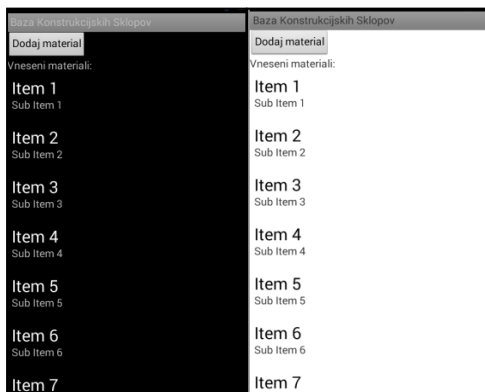 Baza Konstrukcijskih Sklopov
Dodaj material
Vneseni materiali:
Item 1
Sub Item 1
Item 2
Sub Item 2
Item 3
Sub Item 3
Item 4
Sub Item 4
Item 5
Sub Item 5
Item 6
Sub Item 6
Item 7
Baza Konstrukcijskih Sklopov
Dodaj material
Vneseni materiali:
Item 1
Sub Item 1
Item 2
Sub Item 2
Item 3
Sub Item 3
Item 4
Sub Item 4
Item 5
Sub Item 5
Item 6
Sub Item 6
Item 7